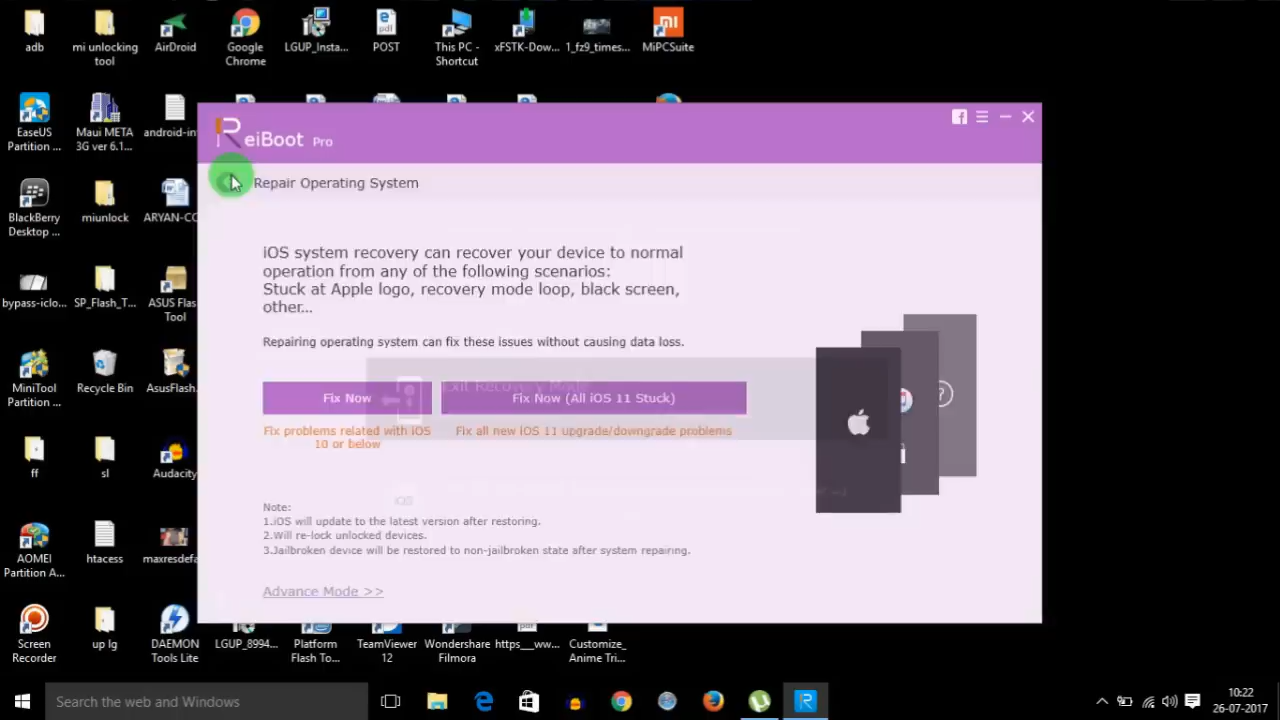 adb
mi unlocking
tool
AirDroid
Google
Chrome
LGUP_Insta...
POST
This PC -
Shortcut
xFSTK-Dow...
1_fz9_times...
MiPCSuite
EaseUS
Partition ...
Maui META
3G ver 6.1...
android-in
BlackBerry
Desktop ...
miunlock
ARYAN-CC
bypass-iclo...
SP_Flash_T...
ASUS Flas
Tool
MiniTool
Partition ...
Recycle Bin
AsusFlash.
ff
sl
Audacity
AOMEI
Partition A...
htacess
maxresdefa
Screen
Recorder
up lg
DAEMON
Tools Lite
LGUP_8994...
Platform
Flash To...
TeamViewer
12
Wondershare
Filmora
https___ww...
Customize_
Anime Tri...
ReiBoot Pro
Repair Operating System
iOS system recovery can recover your device to normal
operation from any of the following scenarios:
Stuck at Apple logo, recovery mode loop, black screen,
other...
Repairing operating system can fix these issues without causing data loss.
Exit Recovery Mode
Fix Now
Fix Now (All iOS 11 Stuck)
Fix problems related with iOS
10 or below
Fix all new iOS 11 upgrade/downgrade problems
iOS
Note:
1.iOS will update to the latest version after restoring.
2.Will re-lock unlocked devices.
3.Jailbroken device will be restored to non-jailbroken state after system repairing.
Advance Mode >>
Search the web and Windows
10:22
26-07-2017